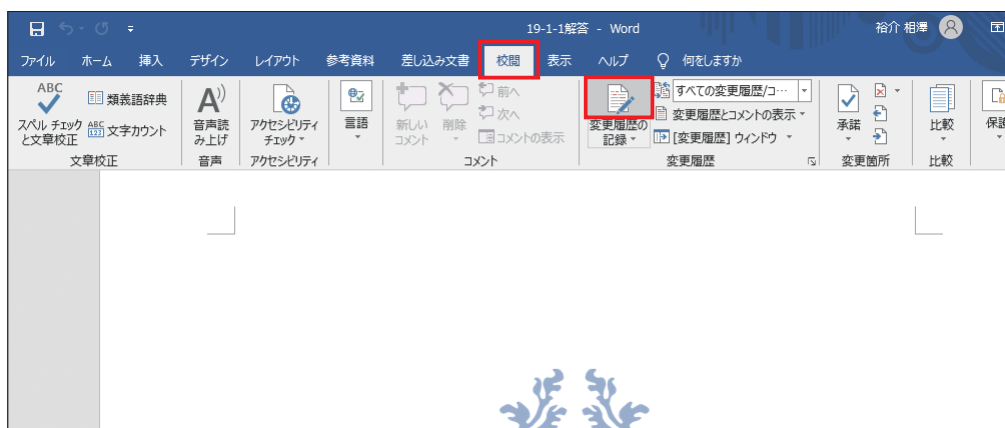 19-1-1解答 - Word
裕介 相澤
ファイル ホーム 挿入 デザイン レイアウト 参考資料 差し込み文書 校閲 表示 ヘルプ 何をしますか
ABC
スペル チェック
と文章校正
類義語辞典
ABC
123 文字カウント
文章校正
A
音声読
み上げ
音声
アクセシビリティ
チェック
アクセシビリティ
言語
新しい
コメント
削除
前へ
次へ
コメントの表示
コメント
変更履歴の
記録
すべての変更履歴/コ…
変更履歴とコメントの表示
[変更履歴] ウィンドウ
変更履歴
承諾
変更箇所
比較
比較
保護